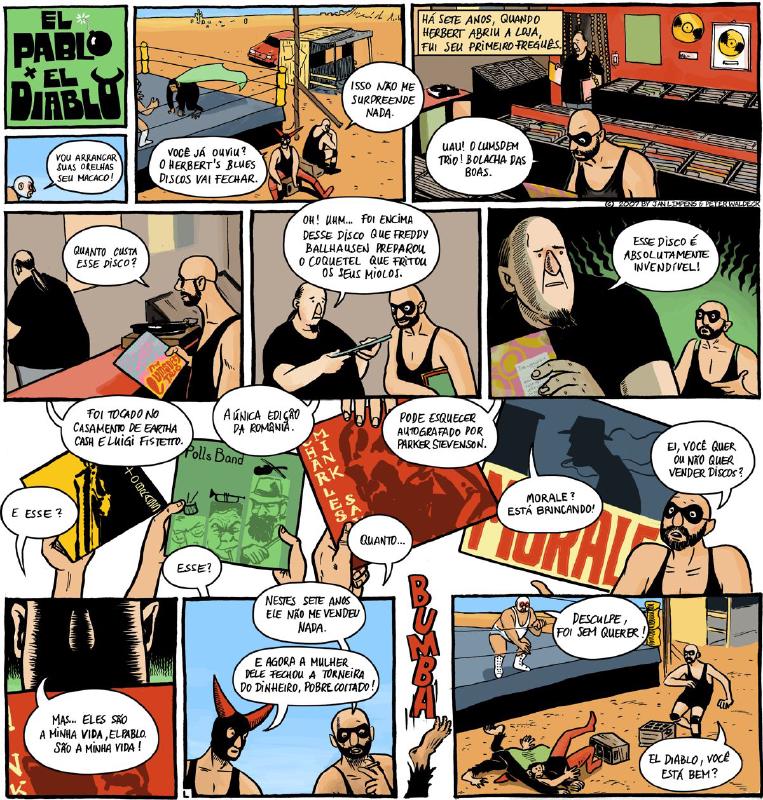 EL
PABLO
* EL
DIABLO
VOU ARRANCAR
SUAS ORELHAS
SEU MACACO!
ISSO NÃO ME
SURPREENDE
NADA.
VOCÊ JÁ OUVIU?
O HERBERT'S BLUES
DISCOS VAI FECHAR.
HÁ SETE ANOS, QUANDO
HERBERT ABRIU A LOJA,
FUI SEU PRIMEIRO FREGUÊS.
UAU! O LUMSDEM
TRIO! BOLACHA DAS
BOAS.
© 2007 BY JAN LIMPENS & PETER WALDECK
QUANTO CUSTA
ESSE DISCO?
OH! UHM... FOI ENCIMA
DESSE DISCO QUE FREDDY
BALLHAUSEN PREPAROU
O COQUETEL QUE FRITOU
OS SEUS MIOLOS.
ESSE DISCO É
ABSOLUTAMENTE
INVENDÍVEL!
FOI TOCADO NO
CASAMENTO DE EARTHA
CASH E LUIGI FISTETTO.
A ÚNICA EDIÇÃO
DA ROMÊNIA.
PODE ESQUECER
AUTOGRAFADO POR
PARKER STEVENSON.
EI, VOCÊ QUER
OU NÃO QUER
VENDER DISCOS?
E ESSE?
Polls Band
CHARLES
MINK
SA
MORALE?
ESTÁ BRINCANDO!
MORALE
ESSE?
QUANTO...
MAS... ELES SÃO
A MINHA VIDA, EL PABLO.
SÃO A MINHA VIDA!
NESTES SETE ANOS
ELE NÃO ME VENDEU
NADA.
E AGORA A MULHER
DELE FECHOU A TORNEIRA
DO DINHEIRO, POBRE COITADO!
BUMBA
DESCULPE,
FOI SEM QUERER!
EL DIABLO, VOCÊ
ESTÁ BEM?